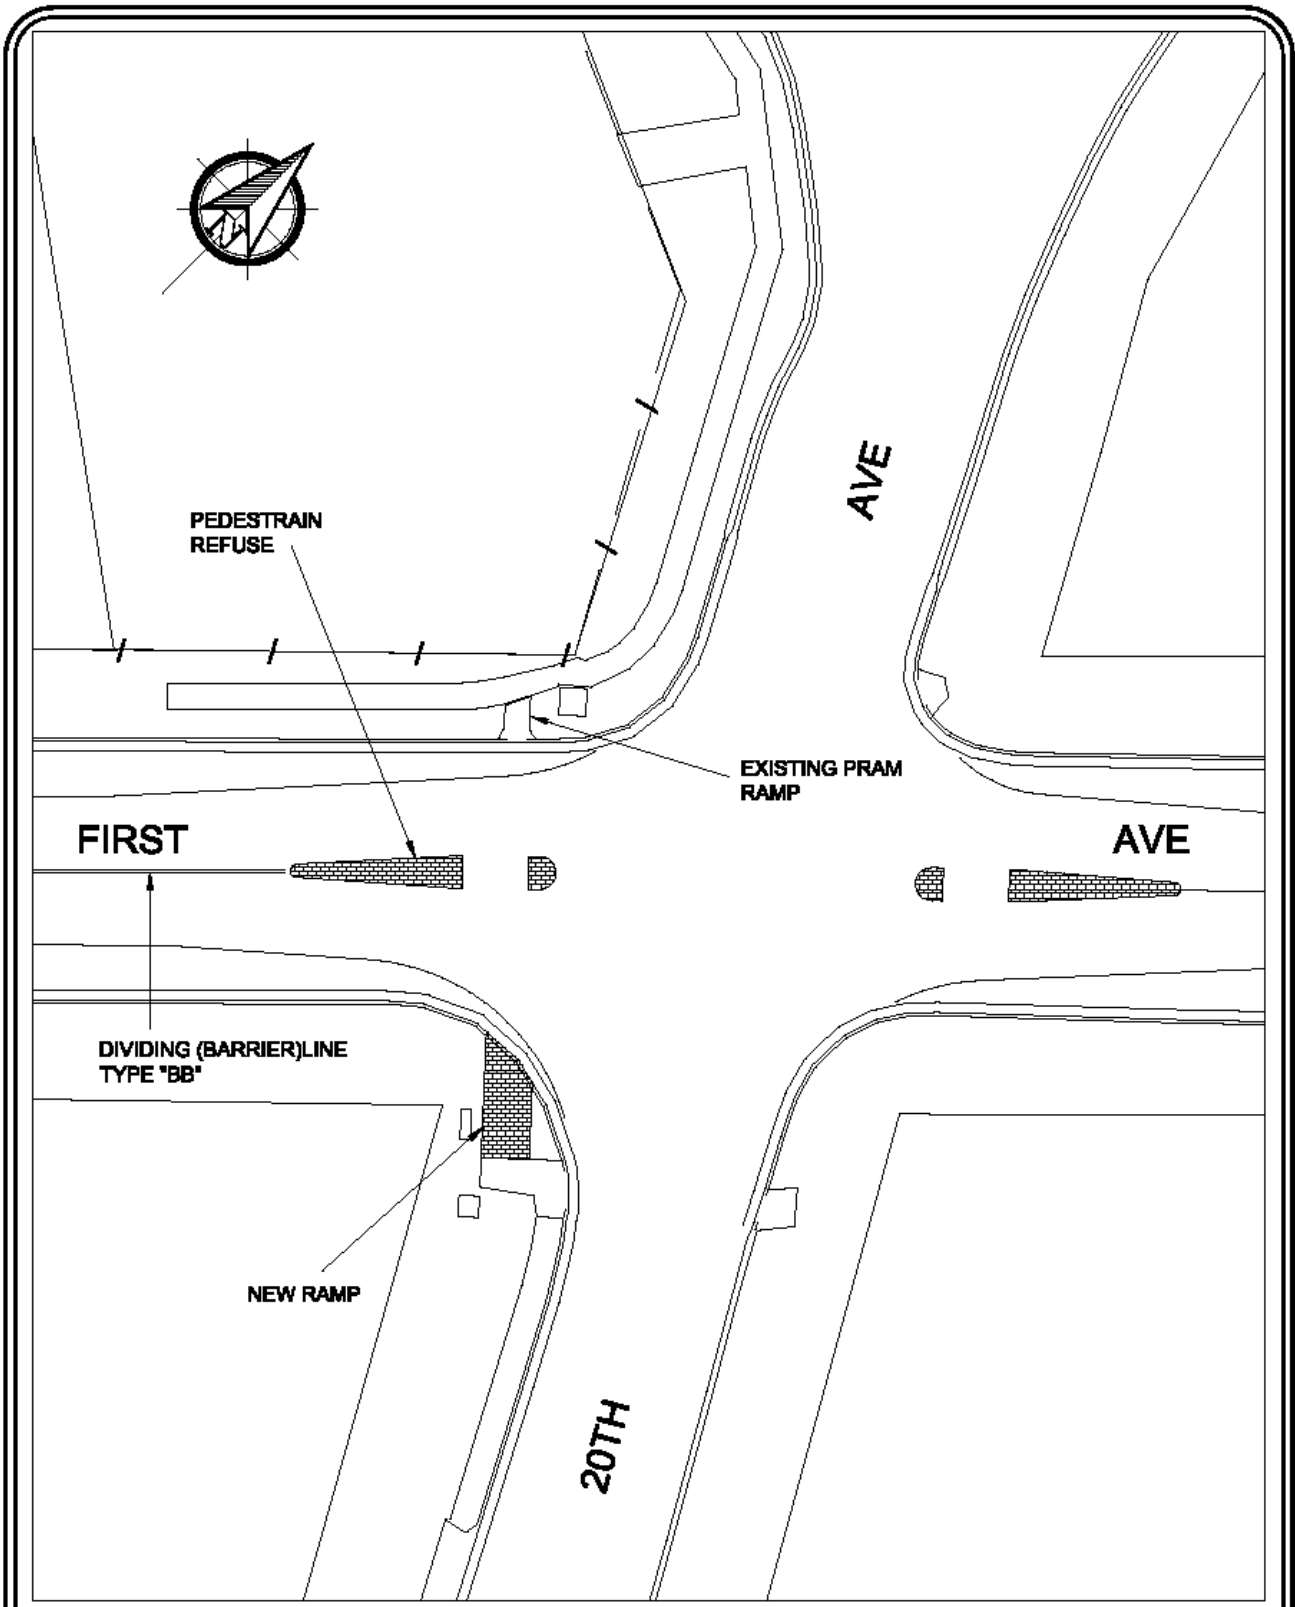 AVE
PEDESTRAIN
REFUSE
EXISTING PRAM
RAMP
FIRST
AVE
DIVIDING (BARRIER)LINE
TYPE "BB"
NEW RAMP
20TH